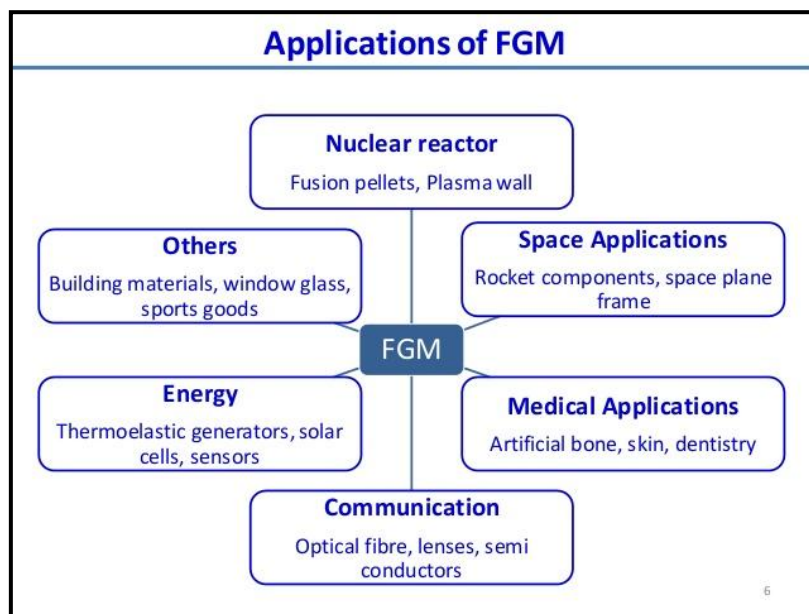 Applications of FGM
Nuclear reactor
Fusion pellets, Plasma wall
Others
Building materials, window glass,
sports goods
Space Applications
Rocket components, space plane
frame
FGM
Energy
Thermoelastic generators, solar
cells, sensors
Medical Applications
Artificial bone, skin, dentistry
Communication
Optical fibre, lenses, semi
conductors
6